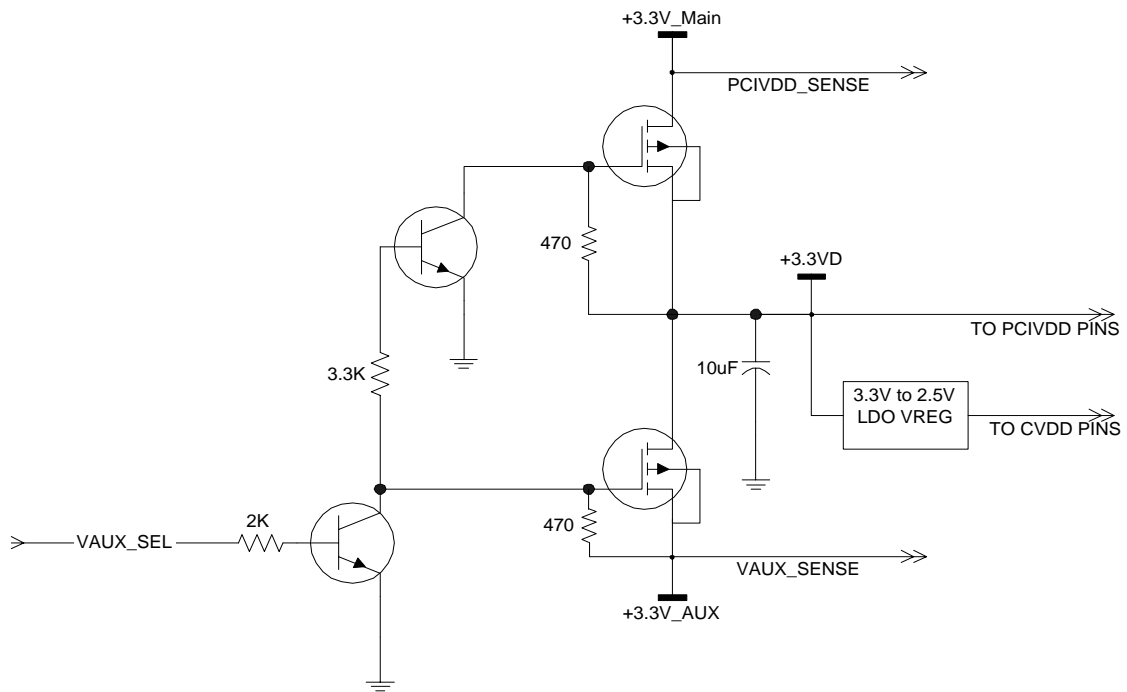 +3.3V_Main
PCIVDD_SENSE
470
+3.3VD
TO PCIVDD PINS
3.3K
10uF
3.3V to 2.5V
LDO VREG
TO CVDD PINS
VAUX_SEL
2K
470
VAUX_SENSE
+3.3V_AUX